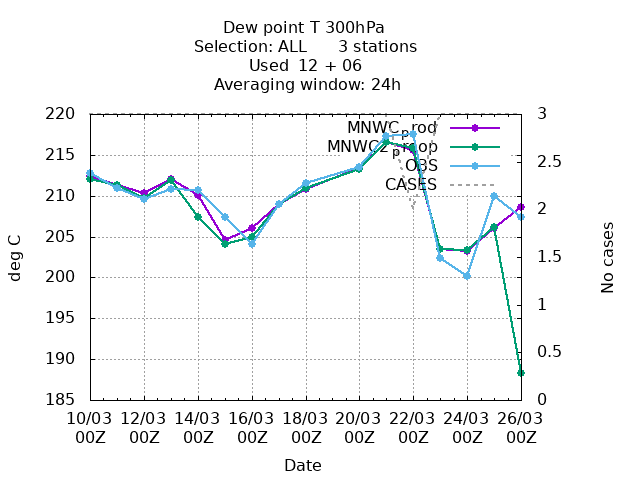 Dew point T 300hPa
Selection: ALL      3 stations
Used  12 + 06
Averaging window: 24h
220
215
210
205
200
195
190
185
deg C
3
2.5
2
1.5
1
0.5
0
No cases
MNWC_prod
OBS
CASES
10/03 00Z
12/03 00Z
14/03 00Z
16/03 00Z
18/03 00Z
20/03 00Z
22/03 00Z
24/03 00Z
26/03 00Z
Date